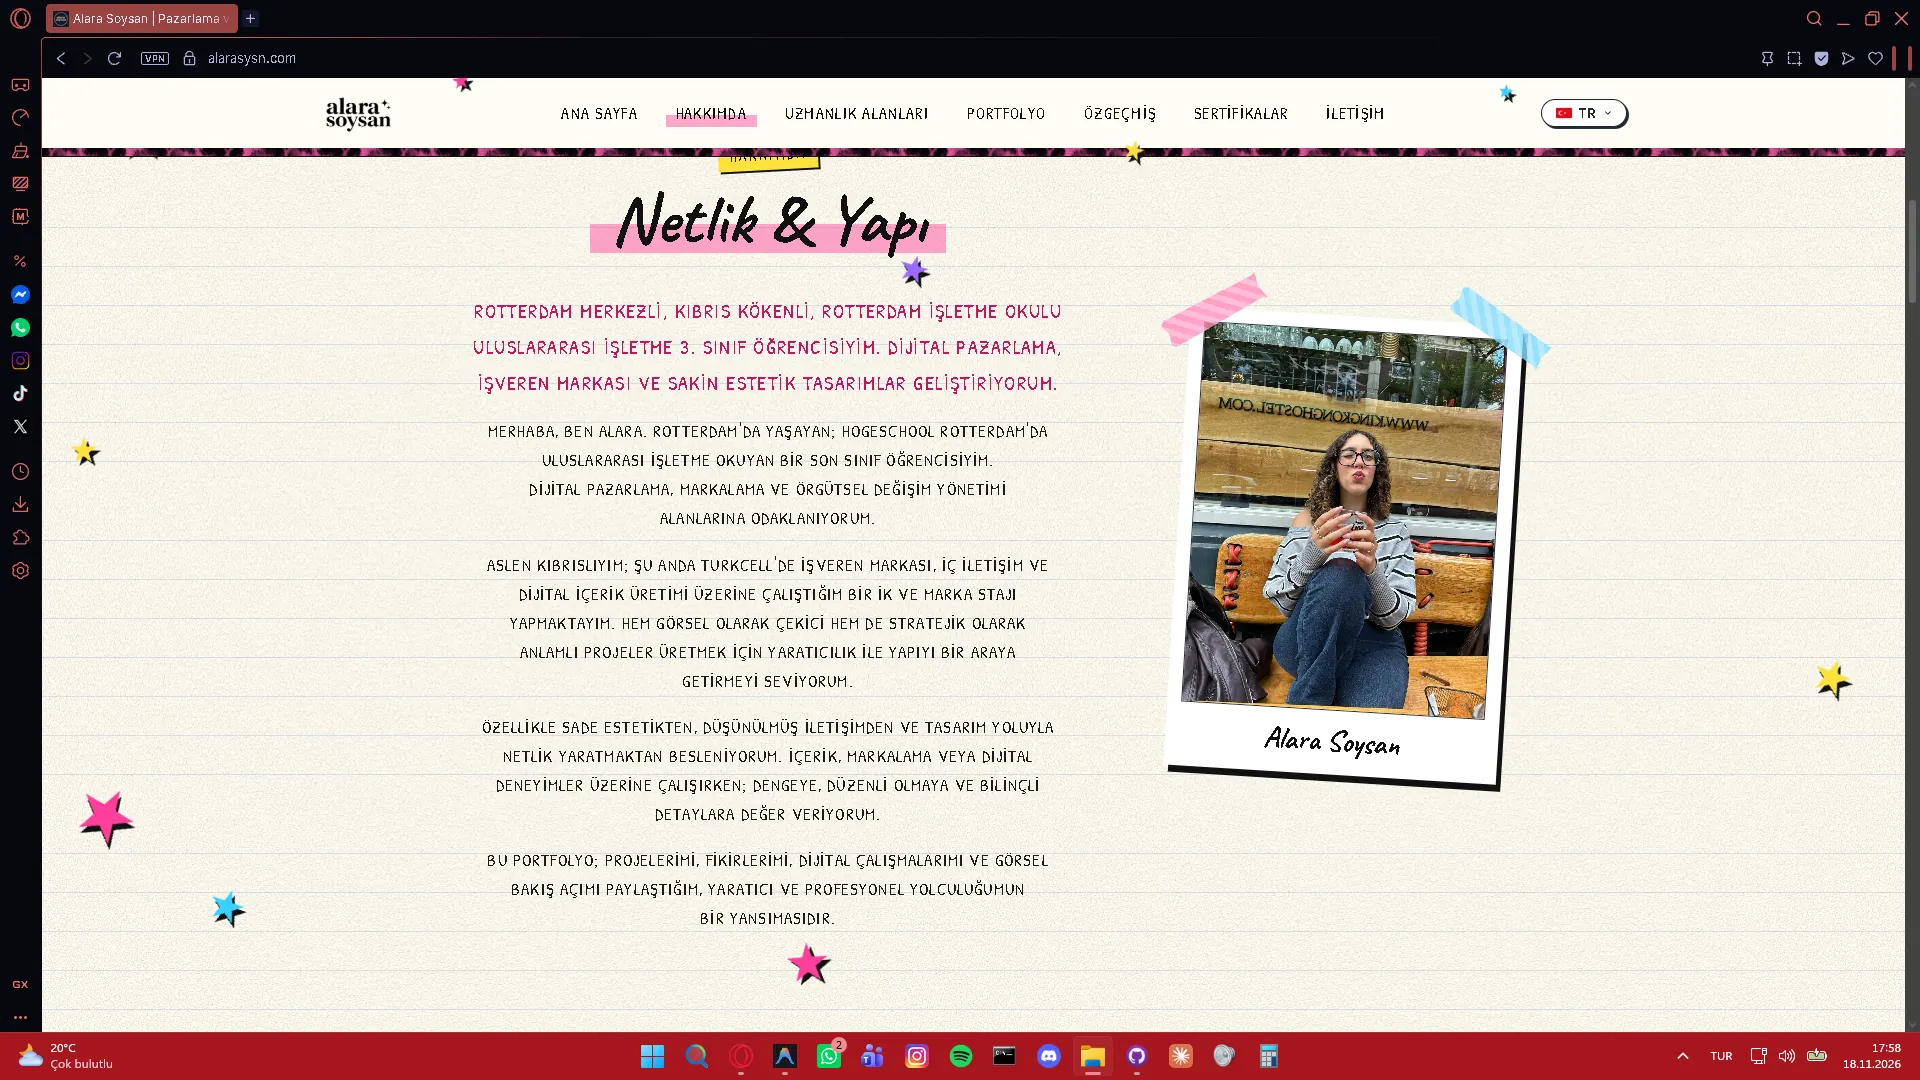 Alara Soysan | Pazarlama v
VPN
alarasysn.com
alara
soysan
ANA SAYFA
HAKKIMDA
UZMANLIK ALANLARI
PORTFOLYO
ÖZGEÇMİŞ
SERTİFİKALAR
İLETİŞİM
TR
Netlik & Yapı
ROTTERDAM MERKEZLİ, KIBRIS KÖKENLİ, ROTTERDAM İŞLETME OKULU
ULUSLARARASI İŞLETME 3. SINIF ÖĞRENCİSİYİM. DİJİTAL PAZARLAMA,
İŞVEREN MARKASI VE SAKİN ESTETİK TASARIMLAR GELİŞTİRİYORUM.
MERHABA, BEN ALARA. ROTTERDAM'DA YAŞAYAN; HOGESCHOOL ROTTERDAM'DA
ULUSLARARASI İŞLETME OKUYAN BİR SON SINIF ÖĞRENCİSİYİM.
DİJİTAL PAZARLAMA, MARKALAMA VE ÖRGÜTSEL DEĞİŞİM YÖNETİMİ
ALANLARINA ODAKLANIYORUM.
ASLEN KIBRISLIYIM; ŞU ANDA TURKCELL'DE İŞVEREN MARKASI, İÇ İLETİŞİM VE
DİJİTAL İÇERİK ÜRETİMİ ÜZERİNE ÇALIŞTIĞIM BİR İK VE MARKA STAJI
YAPMAKTAYIM. HEM GÖRSEL OLARAK ÇEKİCİ HEM DE STRATEJİK OLARAK
ANLAMLI PROJELER ÜRETMEK İÇİN YARATICILIK İLE YAPIYI BİR ARAYA
GETİRMEYİ SEVİYORUM.
ÖZELLİKLE SADE ESTETİKTEN, DÜŞÜNÜLMÜŞ İLETİŞİMDEN VE TASARIM YOLUYLA
NETLİK YARATMAKTAN BESLENİYORUM. İÇERİK, MARKALAMA VEYA DİJİTAL
DENEYİMLER ÜZERİNE ÇALIŞIRKEN; DENGEYE, DÜZENLİ OLMAYA VE BİLİNÇLİ
DETAYLARA DEĞER VERİYORUM.
BU PORTFOLYO; PROJELERİMİ, FİKİRLERİMİ, DİJİTAL ÇALIŞMALARIMI VE GÖRSEL
BAKIŞ AÇIMI PAYLAŞTIĞIM, YARATICI VE PROFESYONEL YOLCULUĞUMUN
BİR YANSIMASIDIR.
WWW.KINGKONGHOSTEL.COM
Alara Soysan
GX
20°C
Çok bulutlu
2
TUR
17:58
18.11.2026